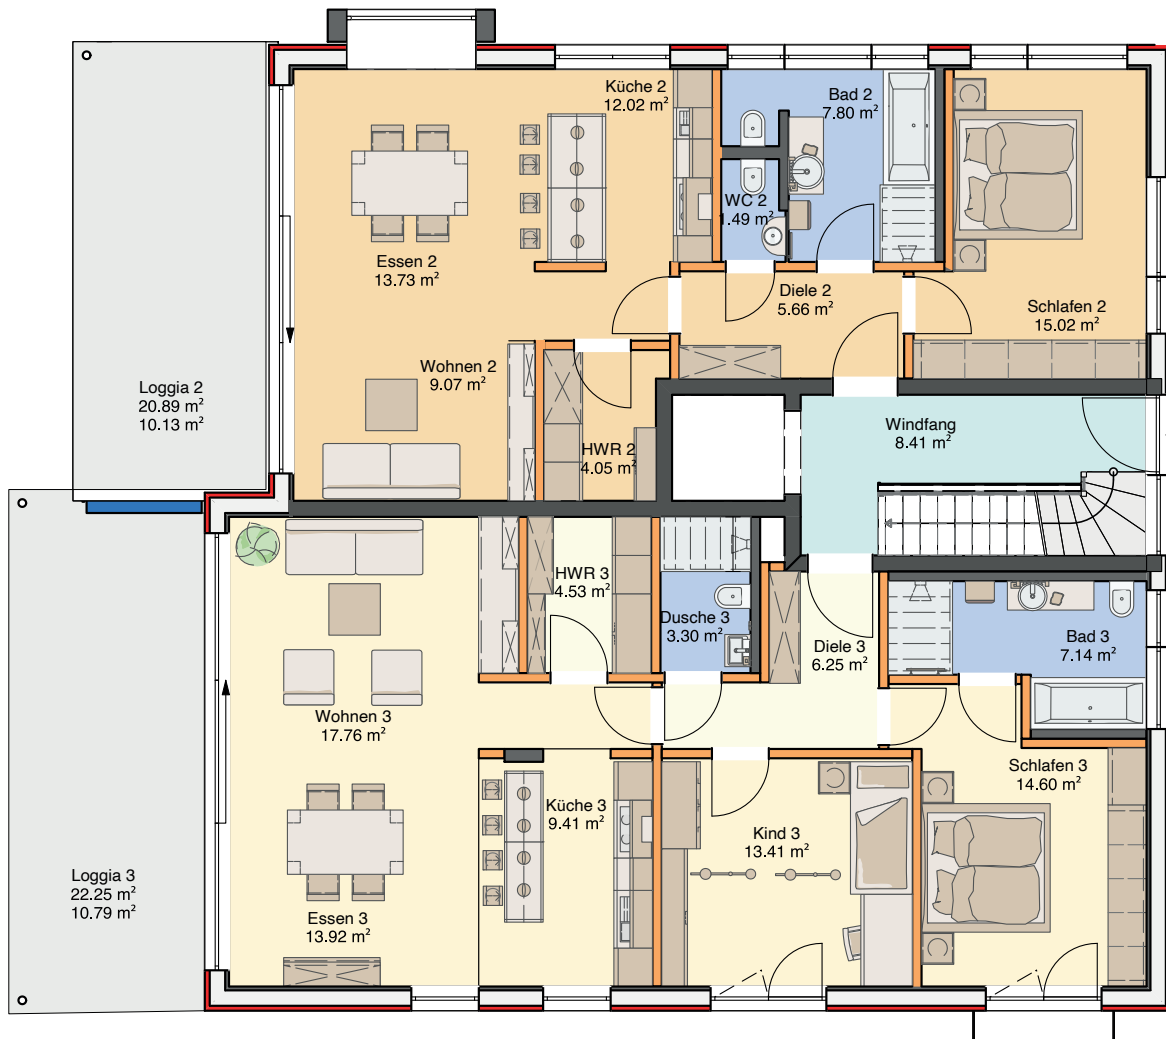 Küche 2
12.02 m²
Bad 2
7.80 m²
WC 2
1.49 m²
Essen 2
13.73 m²
Diele 2
5.66 m²
Schlafen 2
15.02 m²
Wohnen 2
9.07 m²
Loggia 2
20.89 m²
10.13 m²
HWR 2
4.05 m²
Windfang
8.41 m²
HWR 3
4.53 m²
Dusche 3
3.30 m²
Diele 3
6.25 m²
Bad 3
7.14 m²
Wohnen 3
17.76 m²
Schlafen 3
14.60 m²
Küche 3
9.41 m²
Kind 3
13.41 m²
Loggia 3
22.25 m²
10.79 m²
Essen 3
13.92 m²